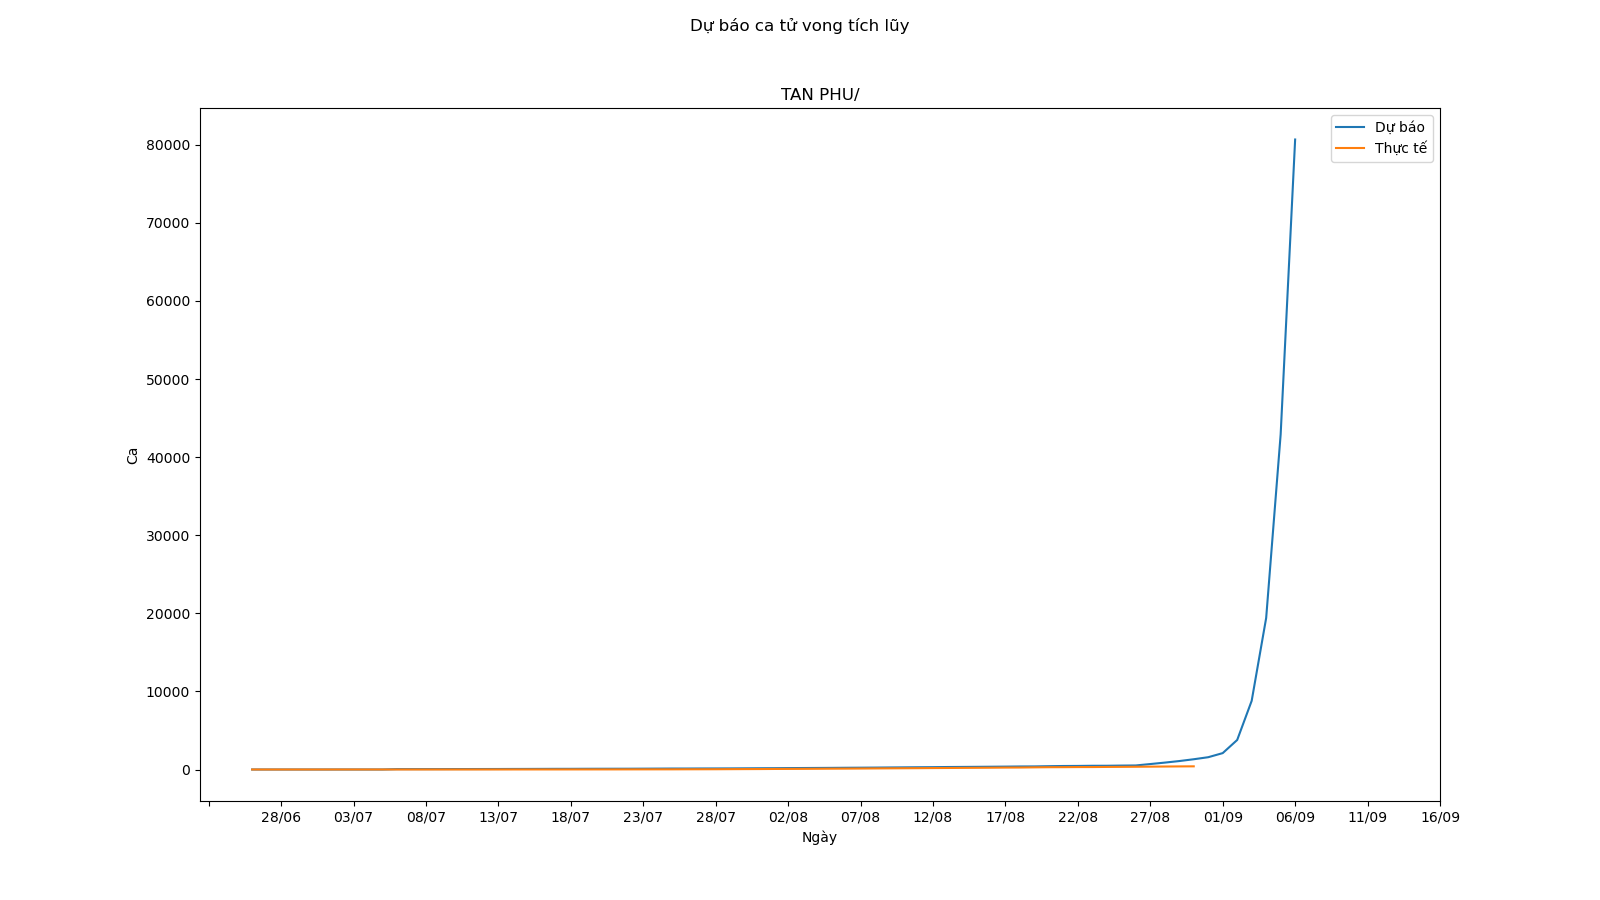 Dự báo ca tử vong tích lũy
TAN PHU/
Dự báo
Thực tế
80000
70000
60000
50000
40000
30000
20000
10000
0
Ca
28/06 03/07 08/07 13/07 18/07 23/07 28/07 02/08 07/08 12/08 17/08 22/08 27/08 01/09 06/09 11/09 16/09
Ngày